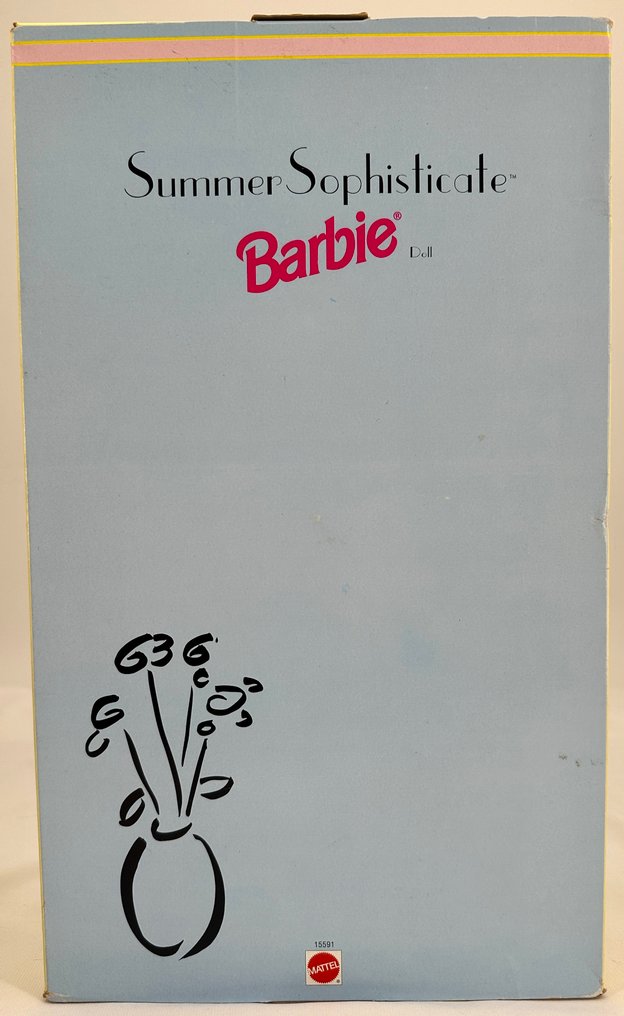 Summer Sophisticate™
Barbie®
Doll
15591
MATTEL®